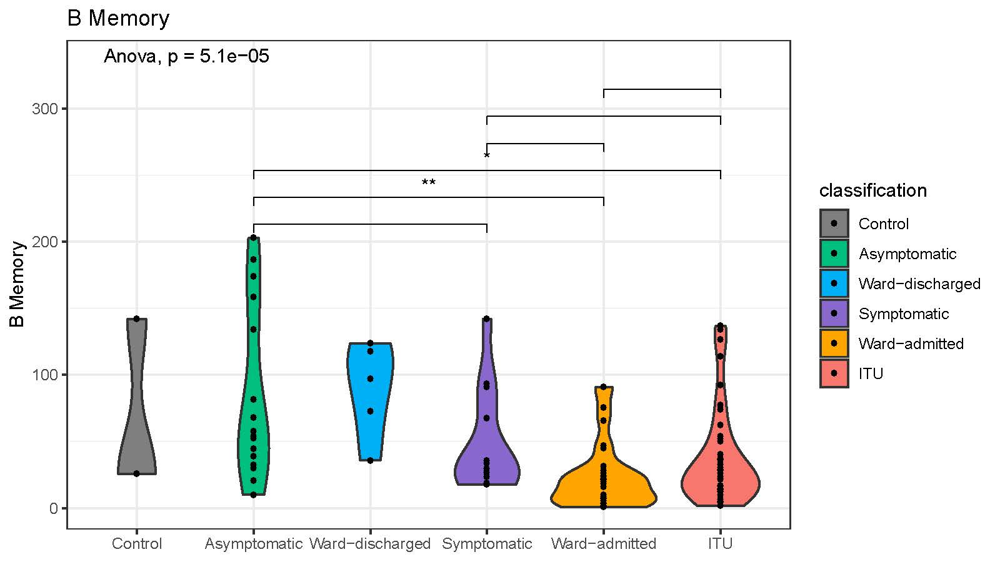 B Memory
Anova, p = 5.1e−05
300
*
**
200
100
0
B Memory
Control
Asymptomatic
Ward−discharged
Symptomatic
Ward−admitted
ITU
classification
Control
Asymptomatic
Ward−discharged
Symptomatic
Ward−admitted
ITU